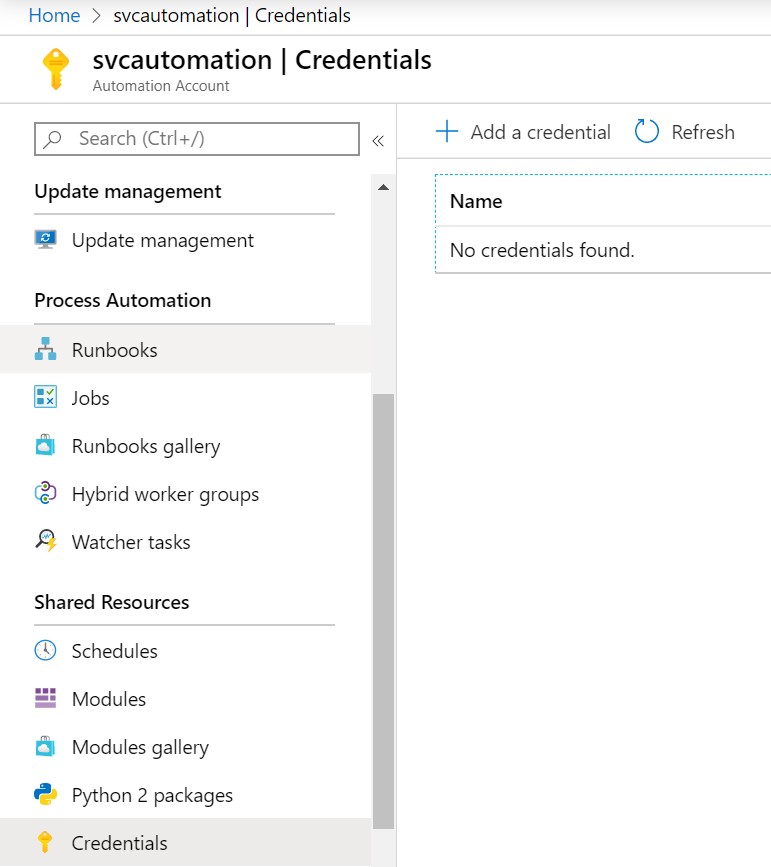 Home > svcautomation | Credentials
svcautomation | Credentials
Automation Account
Search (Ctrl+/)
«
Update management
Update management
Process Automation
Runbooks
Jobs
Runbooks gallery
Hybrid worker groups
Watcher tasks
Shared Resources
Schedules
Modules
Modules gallery
Python 2 packages
Credentials
+ Add a credential Refresh
Name
No credentials found.